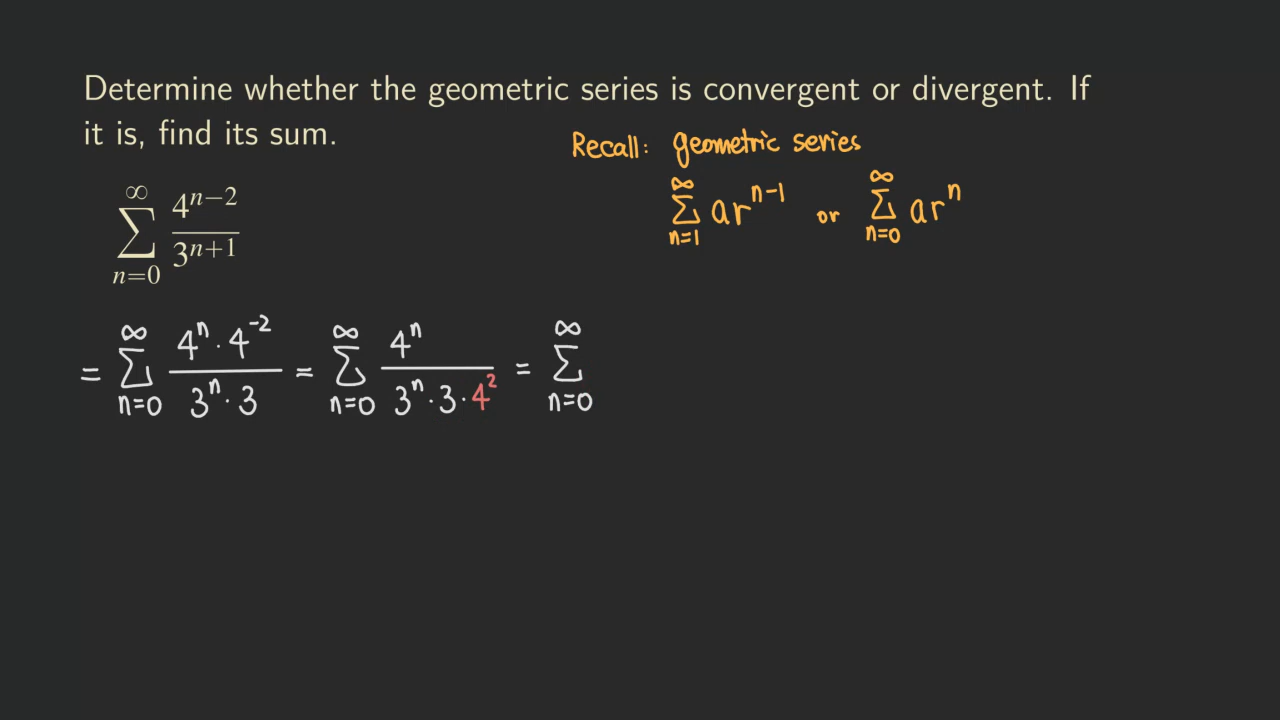 Determine whether the geometric series is convergent or divergent. If
it is, find its sum.
Recall: geometric series
∑_{n=1}^{∞} ar^{n-1} or ∑_{n=0}^{∞} ar^{n}
∑_{n=0}^{∞} 4^{n-2}/3^{n+1}
= ∑_{n=0}^{∞} (4^{n} · 4^{-2})/(3^{n} · 3) = ∑_{n=0}^{∞} 4^{n}/(3^{n} · 3 · 4^{2}) = ∑_{n=0}^{∞}